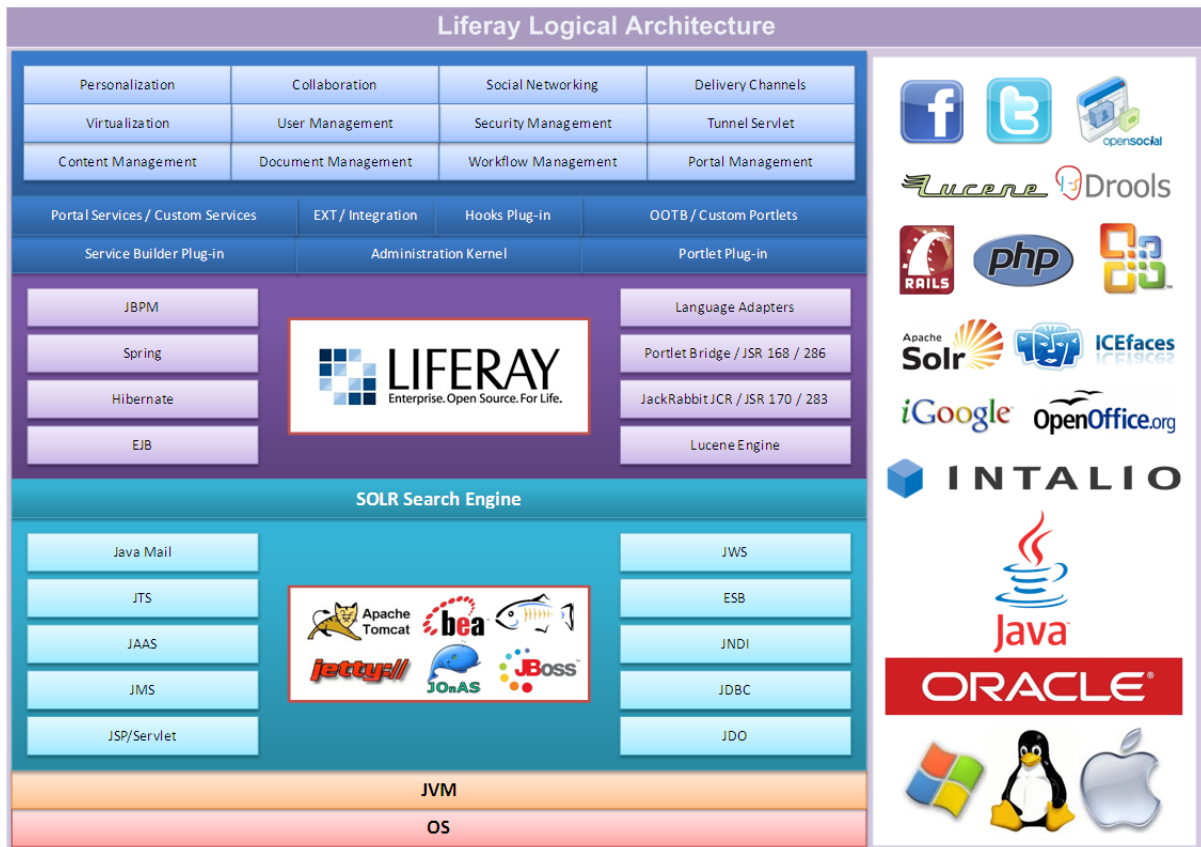 Liferay Logical Architecture
Personalization
Collaboration
Social Networking
Delivery Channels
Virtualization
User Management
Security Management
Tunnel Servlet
Content Management
Document Management
Workflow Management
Portal Management
Portal Services / Custom Services
EXT / Integration
Hooks Plug-in
OOTB / Custom Portlets
Service Builder Plug-in
Administration Kernel
Portlet Plug-in
JBPM
Spring
Hibernate
EJB
LIFERAY
Enterprise. Open Source. For Life.
Language Adapters
Portlet Bridge / JSR 168 / 286
JackRabbit JCR / JSR 170 / 283
Lucene Engine
SOLR Search Engine
Java Mail
JTS
JAAS
JMS
JSP/Servlet
Apache
Tomcat
bea
jetty://
JOnAS
JBoss
JWS
ESB
JNDI
JDBC
JDO
JVM
OS
f
t
opensocial
Lucene
Drools
RAILS
php
Apache
Solr
ICEfaces
iGoogle
OpenOffice.org
INTALIO
Java
ORACLE